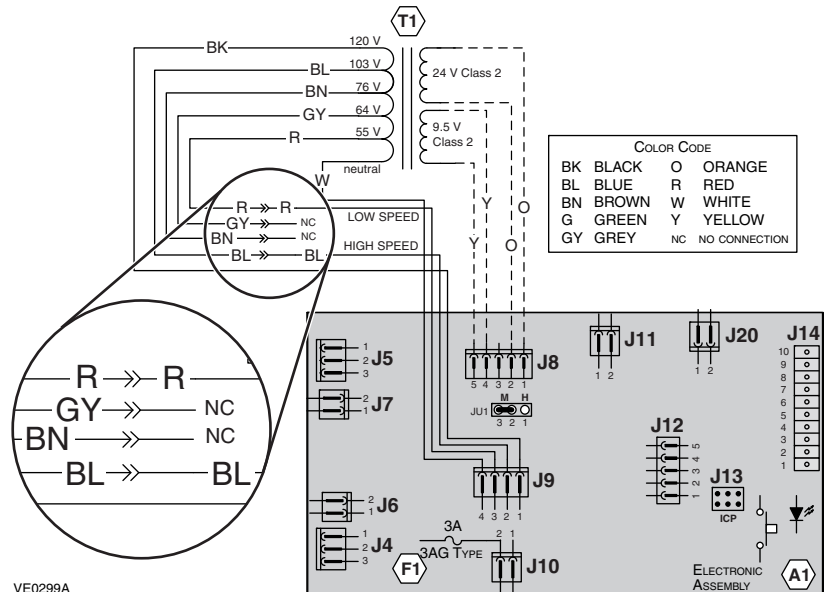 T1
BK
120 V
BL
103 V
BN
76 V
GY
64 V
R
55 V
neutral
W
24 V Class 2
9.5 V
Class 2
COLOR CODE
BK BLACK O ORANGE
BL BLUE R RED
BN BROWN W WHITE
G GREEN Y YELLOW
GY GREY NC NO CONNECTION
Y
O
Y
O
R R
LOW SPEED
GY NC
BN NC
HIGH SPEED
BL BL
R R
GY NC
BN NC
BL BL
J5
1
2
3
J7
2
1
J6
2
1
J4
1
2
3
J8
5 4 3 2 1
M H
JU1
3 2 1
J9
4 3 2 1
3A
3AG TYPE
F1
2 1
J10
J11
1 2
J20
1 2
J14
10
9
8
7
6
5
4
3
2
1
J12
5
4
3
2
1
J13
ICP
ELECTRONIC
ASSEMBLY
A1
VE0299A